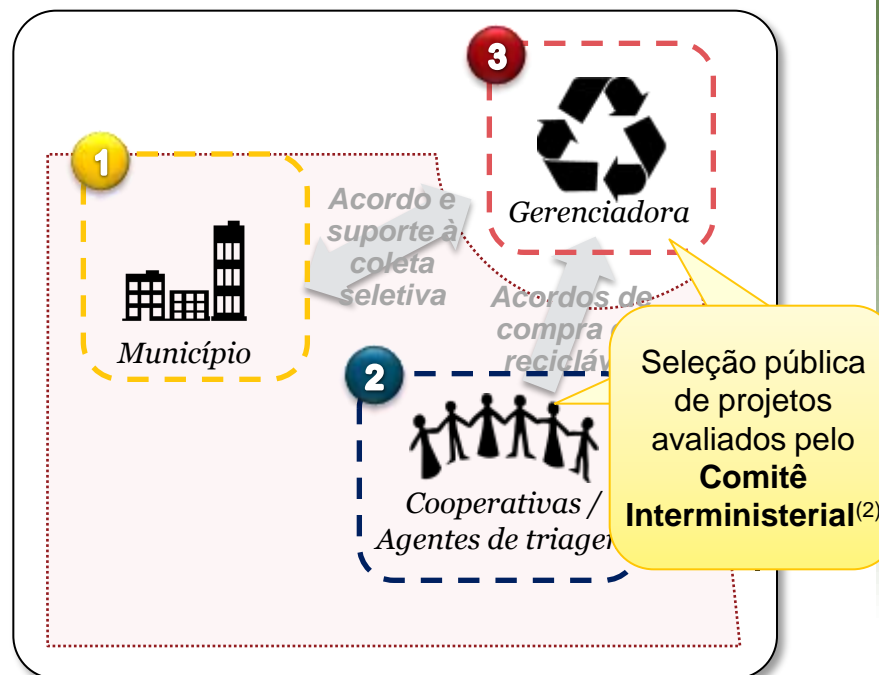 3
1
Acordo e
suporte à
coleta
seletiva
Gerenciadora
Município
Acordos de
compra
2
Cooperativas /
Agentes de
Seleção pública
de projetos
avaliados pelo
Comitê
Interministerial(2)